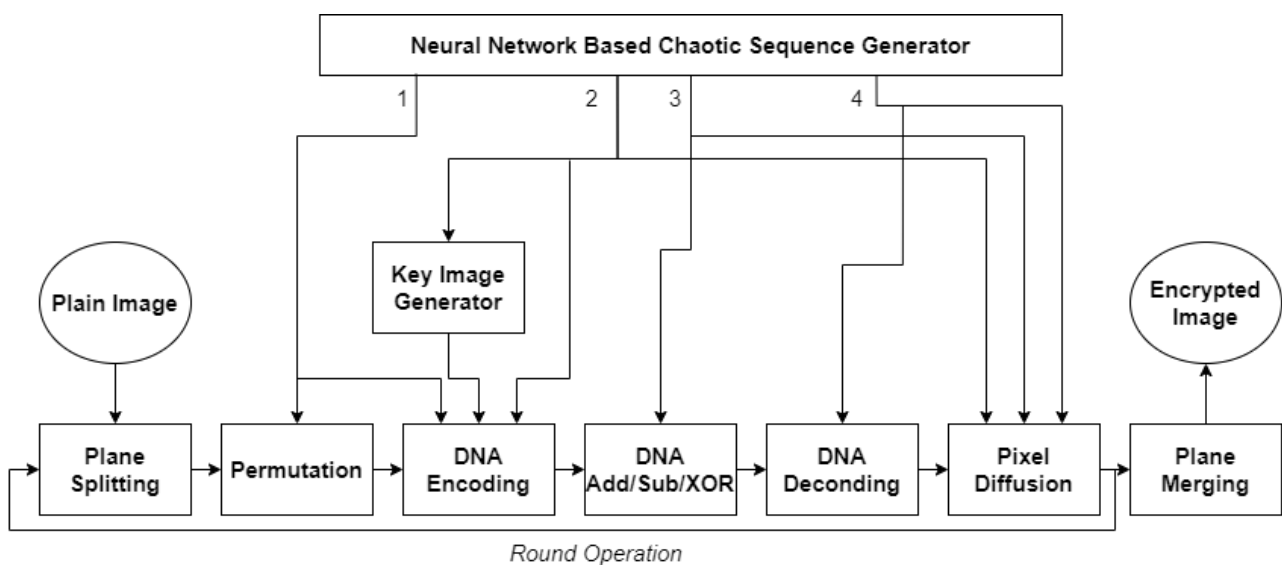 Neural Network Based Chaotic Sequence Generator
1
2
3
4
Key Image
Generator
Plain Image
Encrypted
Image
Plane
Splitting
Permutation
DNA
Encoding
DNA
Add/Sub/XOR
DNA
Deconding
Pixel
Diffusion
Plane
Merging
Round Operation